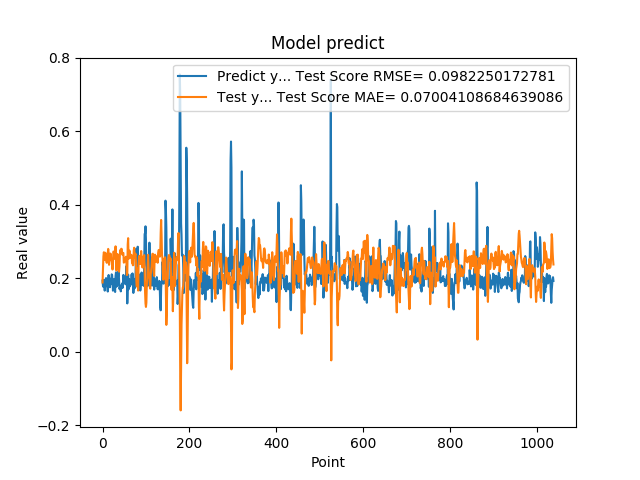 Model predict
Predict y... Test Score RMSE= 0.0982250172781
Test y... Test Score MAE= 0.07004108684639086
0.8
0.6
0.4
0.2
0.0
−0.2
Real value
0 200 400 600 800 1000
Point